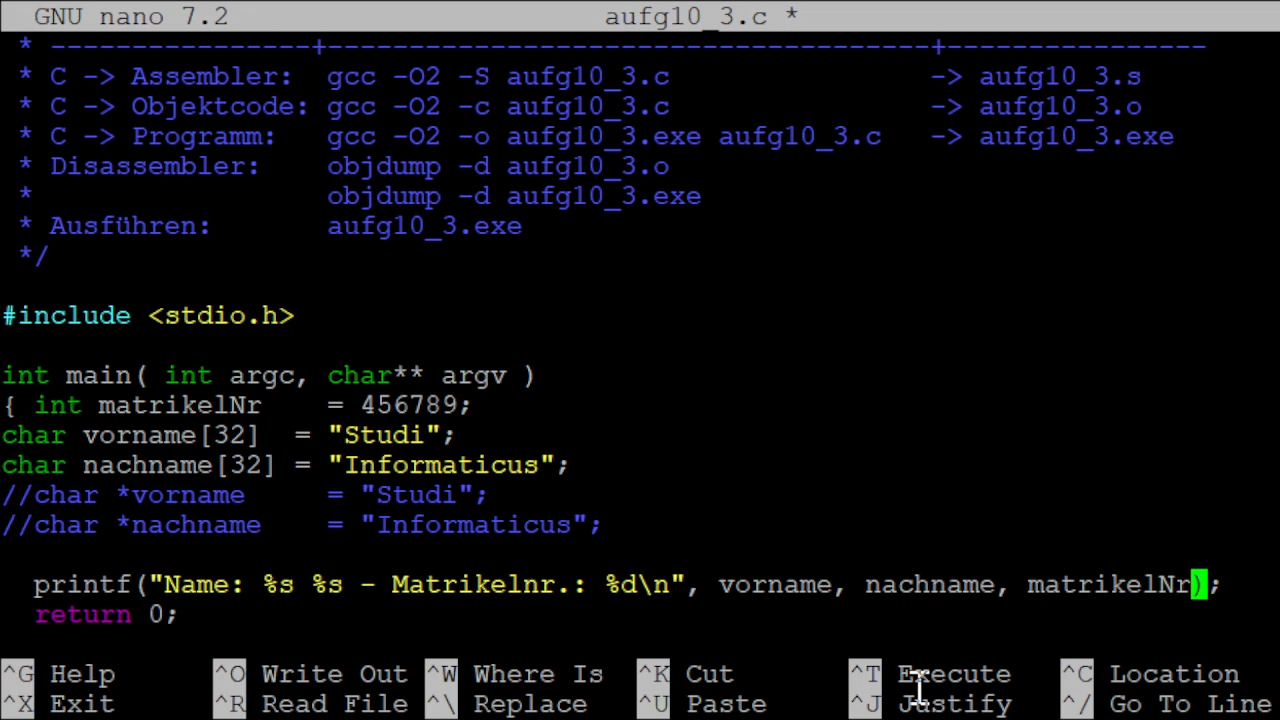 GNU nano 7.2 aufg10_3.c *
* ----------------+-------------------------------------+----------------
* C -> Assembler: gcc -O2 -S aufg10_3.c -> aufg10_3.s
* C -> Objektcode: gcc -O2 -c aufg10_3.c -> aufg10_3.o
* C -> Programm: gcc -O2 -o aufg10_3.exe aufg10_3.c -> aufg10_3.exe
* Disassembler: objdump -d aufg10_3.o
* objdump -d aufg10_3.exe
* Ausführen: aufg10_3.exe
*/
#include <stdio.h>
int main( int argc, char** argv )
{ int matrikelNr = 456789;
char vorname[32] = "Studi";
char nachname[32] = "Informaticus";
//char *vorname = "Studi";
//char *nachname = "Informaticus";
printf("Name: %s %s - Matrikelnr.: %d\n", vorname, nachname, matrikelNr);
return 0;
^G Help ^O Write Out ^W Where Is ^K Cut ^T Execute ^C Location
^X Exit ^R Read File ^\ Replace ^U Paste ^J Justify ^/ Go To Line